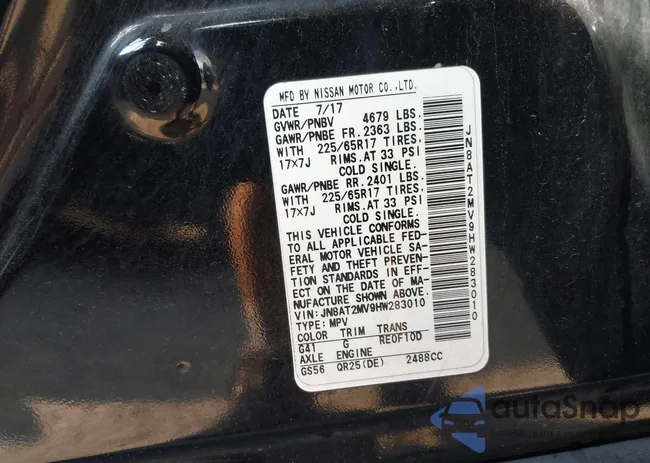 MFD BY NISSAN MOTOR CO.,LTD.
DATE 7/17
GVWR/PNBV 4679 LBS.
GAWR/PNBE FR. 2363 LBS.
WITH 225/65R17 TIRES,
17×7J RIMS.AT 33 PSI
COLD SINGLE.
GAWR/PNBE RR. 2401 LBS.
WITH 225/65R17 TIRES,
17×7J RIMS.AT 33 PSI
COLD SINGLE.
THIS VEHICLE CONFORMS
TO ALL APPLICABLE FED-
ERAL MOTOR VEHICLE SA-
FETY AND THEFT PREVEN-
TION STANDARDS IN EFF-
ECT ON THE DATE OF MA-
NUFACTURE SHOWN ABOVE.
VIN: JN8AT2MV9HW283010
TYPE: MPV
COLOR TRIM TRANS
G41 G RE0F10D
AXLE ENGINE
GS56 QR25(DE) 2488CC
JN8AT2MV9HW283010
autoSnap